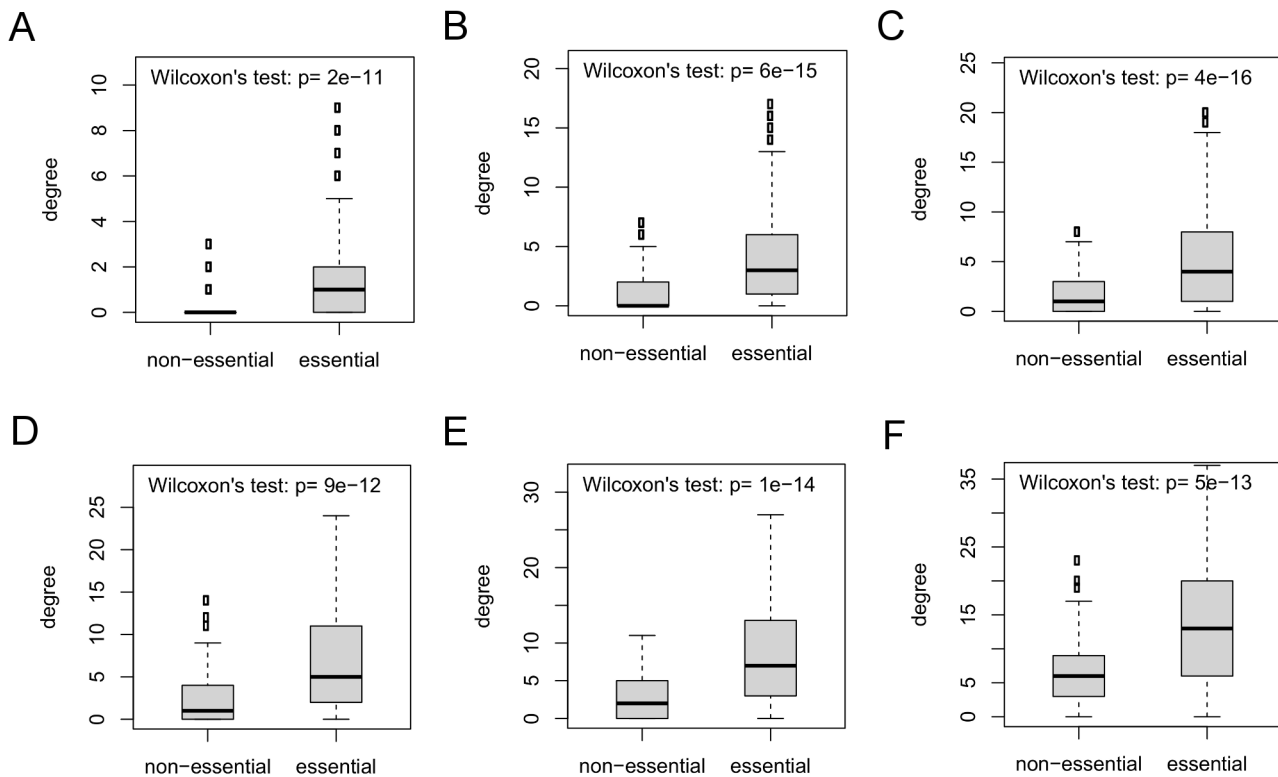 A
Wilcoxon's test: p= 2e−11
degree
10
8
6
4
2
0
non−essential essential
B
Wilcoxon's test: p= 6e−15
degree
20
15
10
5
0
non−essential essential
C
Wilcoxon's test: p= 4e−16
degree
25
20
15
10
5
0
non−essential essential
D
Wilcoxon's test: p= 9e−12
degree
25
20
15
10
5
0
non−essential essential
E
Wilcoxon's test: p= 1e−14
degree
30
20
10
0
non−essential essential
F
Wilcoxon's test: p= 5e−13
degree
35
25
15
5
0
non−essential essential